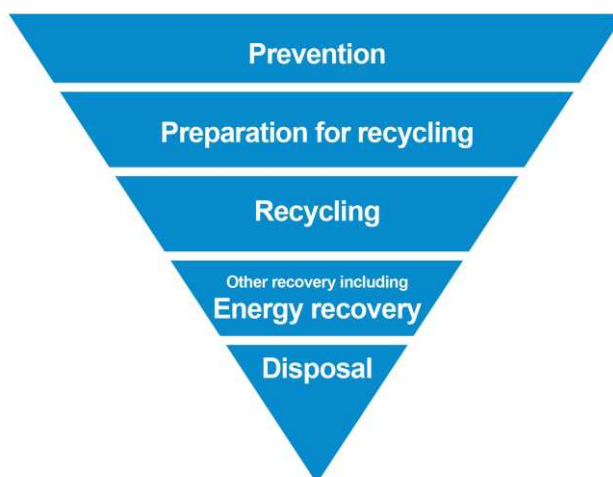 Prevention
Preparation for recycling
Recycling
Other recovery including
Energy recovery
Disposal